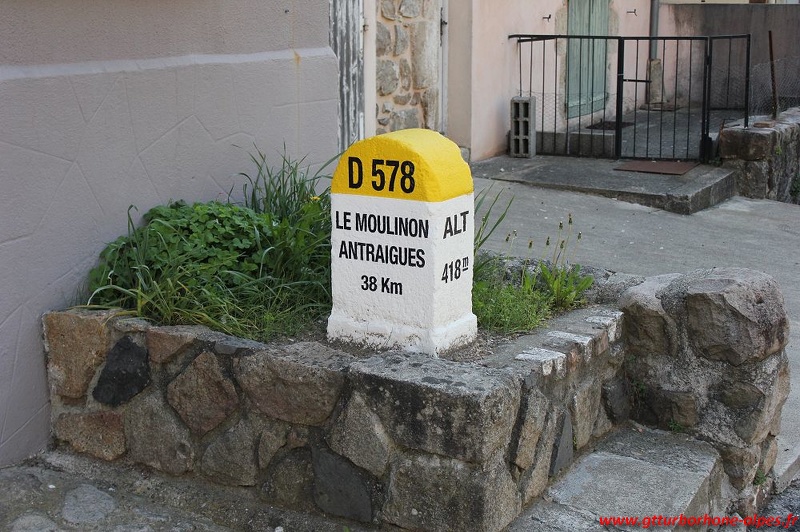 D 578
LE MOULINON
ANTRAIGUES
38 Km
ALT
418m
www.gtturborhone-alpes.fr